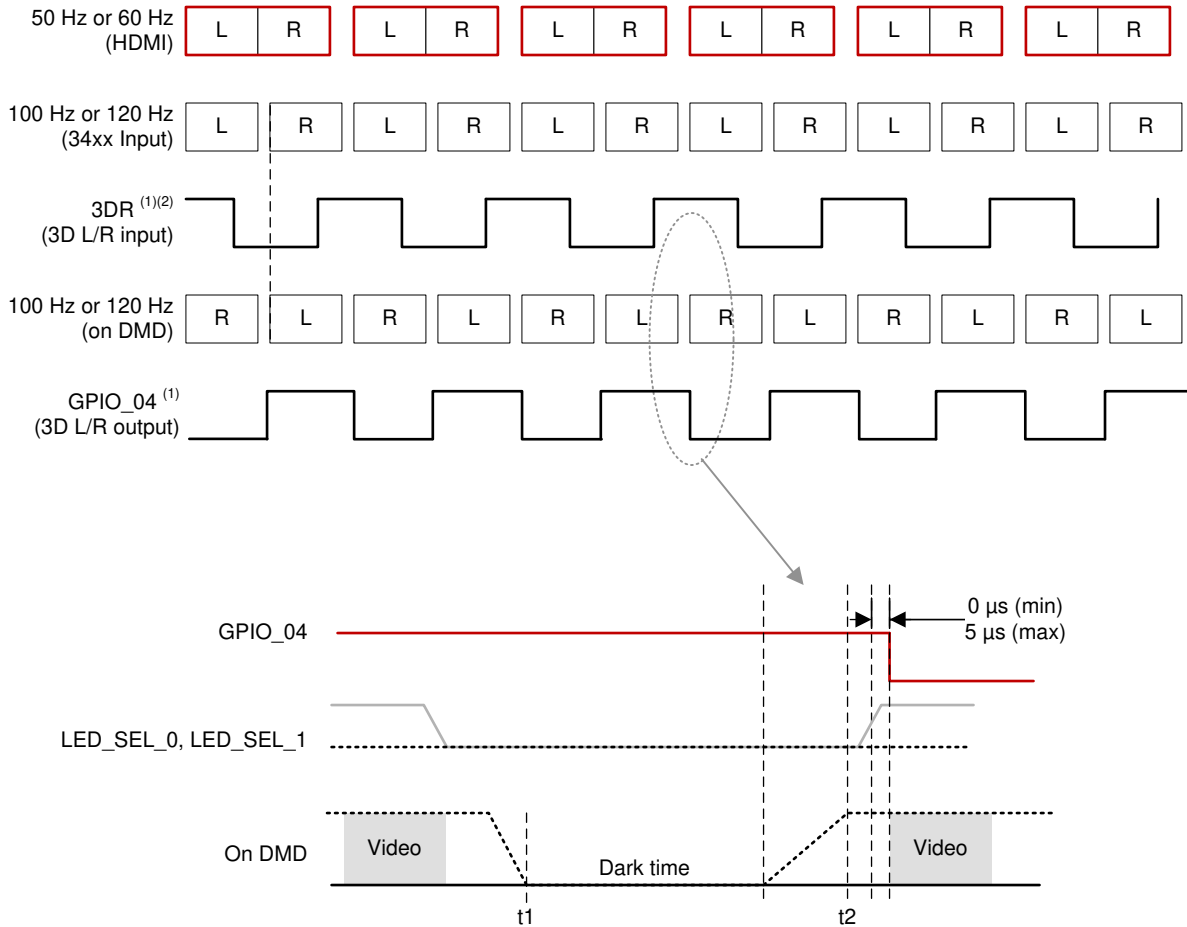 50 Hz or 60 Hz
(HDMI)
L R L R L R L R L R L R
100 Hz or 120 Hz
(34xx Input)
L R L R L R L R L R L R
3DR (1)(2)
(3D L/R input)
100 Hz or 120 Hz
(on DMD)
R L R L R L R L R L R L
GPIO_04 (1)
(3D L/R output)
0 µs (min)
5 µs (max)
GPIO_04
LED_SEL_0, LED_SEL_1
On DMD
Video
Dark time
Video
t1
t2